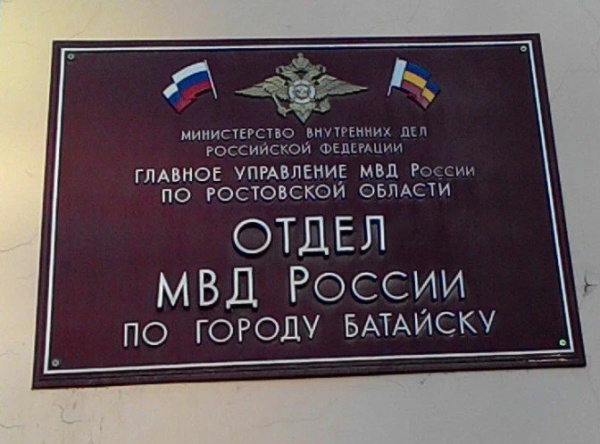 МИНИСТЕРСТВО ВНУТРЕННИХ ДЕЛ
РОССИЙСКОЙ ФЕДЕРАЦИИ
ГЛАВНОЕ УПРАВЛЕНИЕ МВД РОССИИ
ПО РОСТОВСКОЙ ОБЛАСТИ
ОТДЕЛ
МВД РОССИИ
ПО ГОРОДУ БАТАЙСКУ